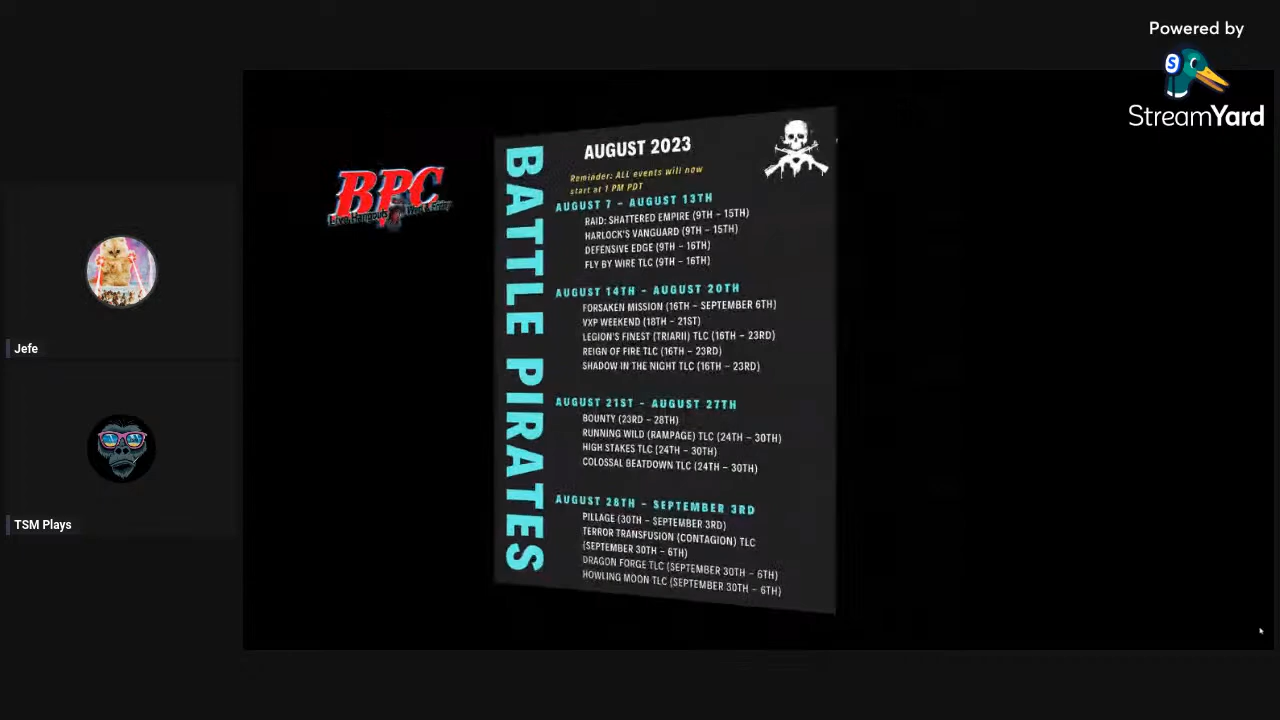 Powered by
StreamYard
BPC
Live Hangouts Wed & Friday
BATTLE PIRATES
AUGUST 2023
Reminder: ALL events will now
start at 1 PM PDT
AUGUST 7 - AUGUST 13TH
RAID: SHATTERED EMPIRE (9TH - 15TH)
HARLOCK'S VANGUARD (9TH - 15TH)
DEFENSIVE EDGE (9TH - 16TH)
FLY BY WIRE TLC (9TH - 16TH)
AUGUST 14TH - AUGUST 20TH
FORSAKEN MISSION (16TH - SEPTEMBER 6TH)
VXP WEEKEND (18TH - 21ST)
LEGION'S FINEST (TRIARII) TLC (16TH - 23RD)
REIGN OF FIRE TLC (16TH - 23RD)
SHADOW IN THE NIGHT TLC (16TH - 23RD)
AUGUST 21ST - AUGUST 27TH
BOUNTY (23RD - 28TH)
RUNNING WILD (RAMPAGE) TLC (24TH - 30TH)
HIGH STAKES TLC (24TH - 30TH)
COLOSSAL BEATDOWN TLC (24TH - 30TH)
AUGUST 28TH - SEPTEMBER 3RD
PILLAGE (30TH - SEPTEMBER 3RD)
TERROR TRANSFUSION (CONTAGION) TLC
(SEPTEMBER 30TH - 6TH)
DRAGON FORGE TLC (SEPTEMBER 30TH - 6TH)
HOWLING MOON TLC (SEPTEMBER 30TH - 6TH)
Jefe
TSM Plays